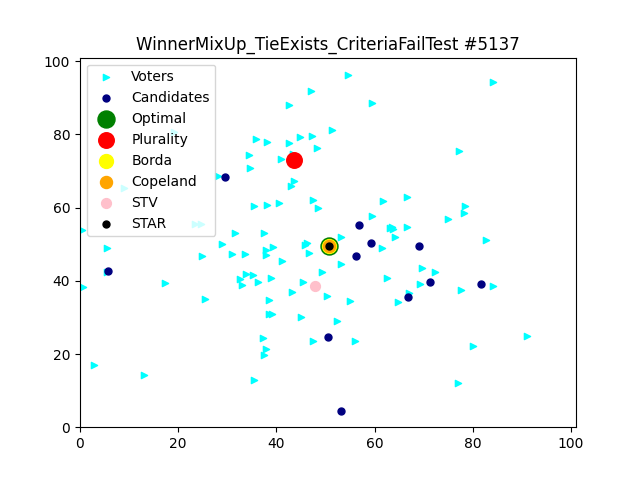 WinnerMixUp_TieExists_CriteriaFailTest #5137
100
80
60
40
20
0
Voters
Candidates
Optimal
Plurality
Borda
Copeland
STV
STAR
0 20 40 60 80 100